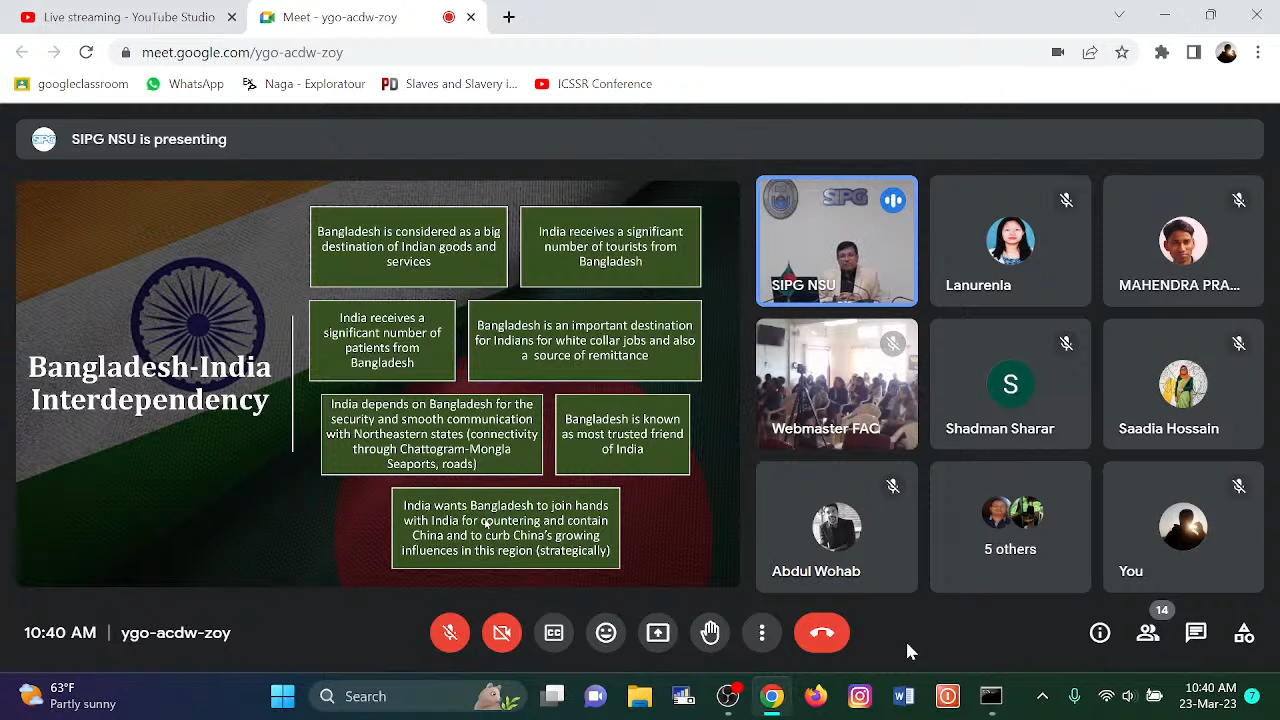 Live streaming - YouTube Studio
Meet - ygo-acdw-zoy
meet.google.com/ygo-acdw-zoy
googleclassroom
WhatsApp
Naga - Exploratour
Slaves and Slavery i...
ICSSR Conference
SIPG NSU is presenting
Bangladesh-India
Interdependency
Bangladesh is considered as a big
destination of Indian goods and
services
India receives a significant
number of tourists from
Bangladesh
India receives a
significant number of
patients from
Bangladesh
Bangladesh is an important destination
for Indians for white collar jobs and also
a source of remittance
India depends on Bangladesh for the
security and smooth communication
with Northeastern states (connectivity
through Chattogram-Mongla
Seaports, roads)
Bangladesh is known
as most trusted friend
of India
India wants Bangladesh to join hands
with India for countering and contain
China and to curb China's growing
influences in this region (strategically)
SIPG
SIPG NSU
Lanurenla
MAHENDRA PRA...
Webmaster FAC
S
Shadman Sharar
Saadia Hossain
Abdul Wohab
5 others
You
10:40 AM | ygo-acdw-zoy
14
63°F
Partly sunny
Search
10:40 AM
23-Mar-23
7